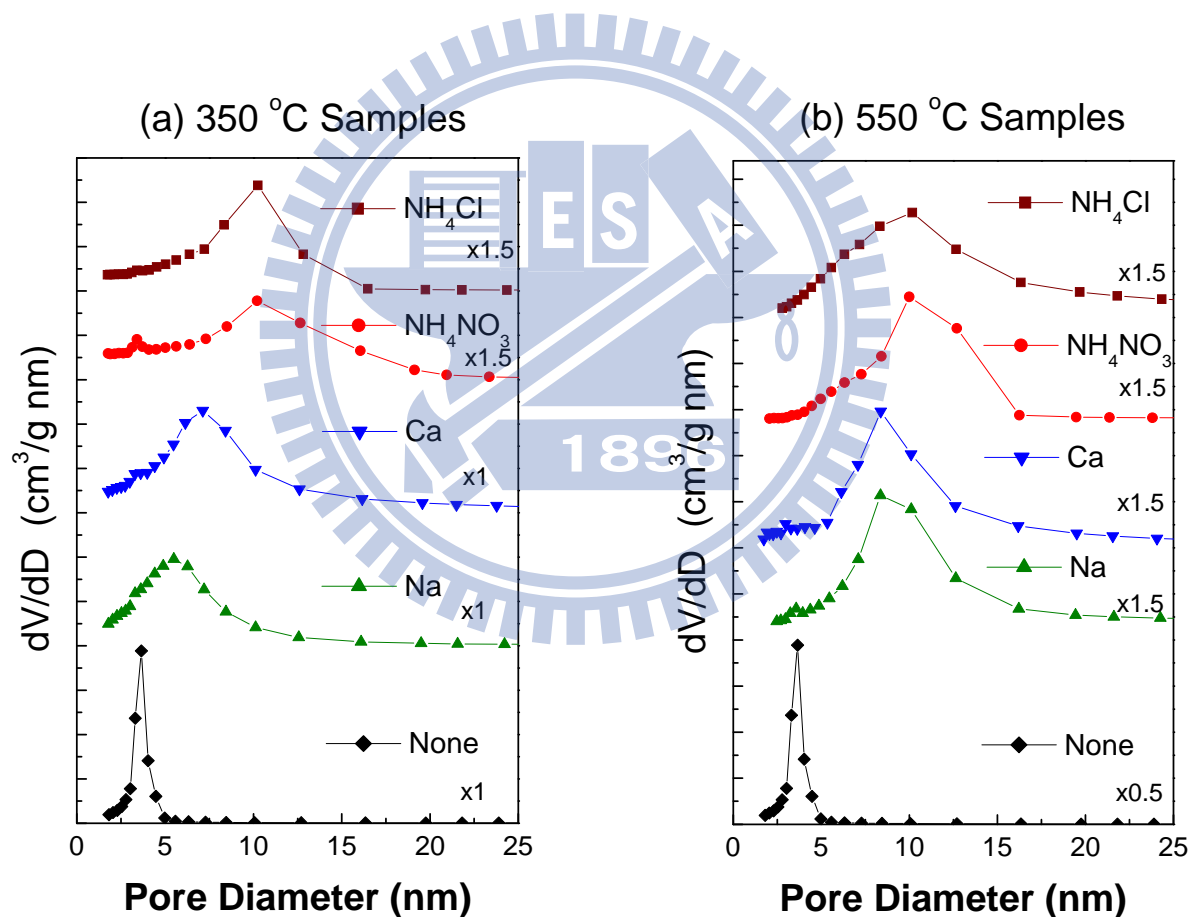 (a) 350 °C Samples
dV/dD (cm³/g nm)
NH₄Cl
x1.5
NH₄NO₃
x1.5
Ca
x1
Na
x1
None
x1
0 5 10 15 20 25
Pore Diameter (nm)
(b) 550 °C Samples
dV/dD (cm³/g nm)
NH₄Cl
x1.5
NH₄NO₃
x1.5
Ca
x1.5
Na
x1.5
None
x0.5
0 5 10 15 20 25
Pore Diameter (nm)
E S A
1896